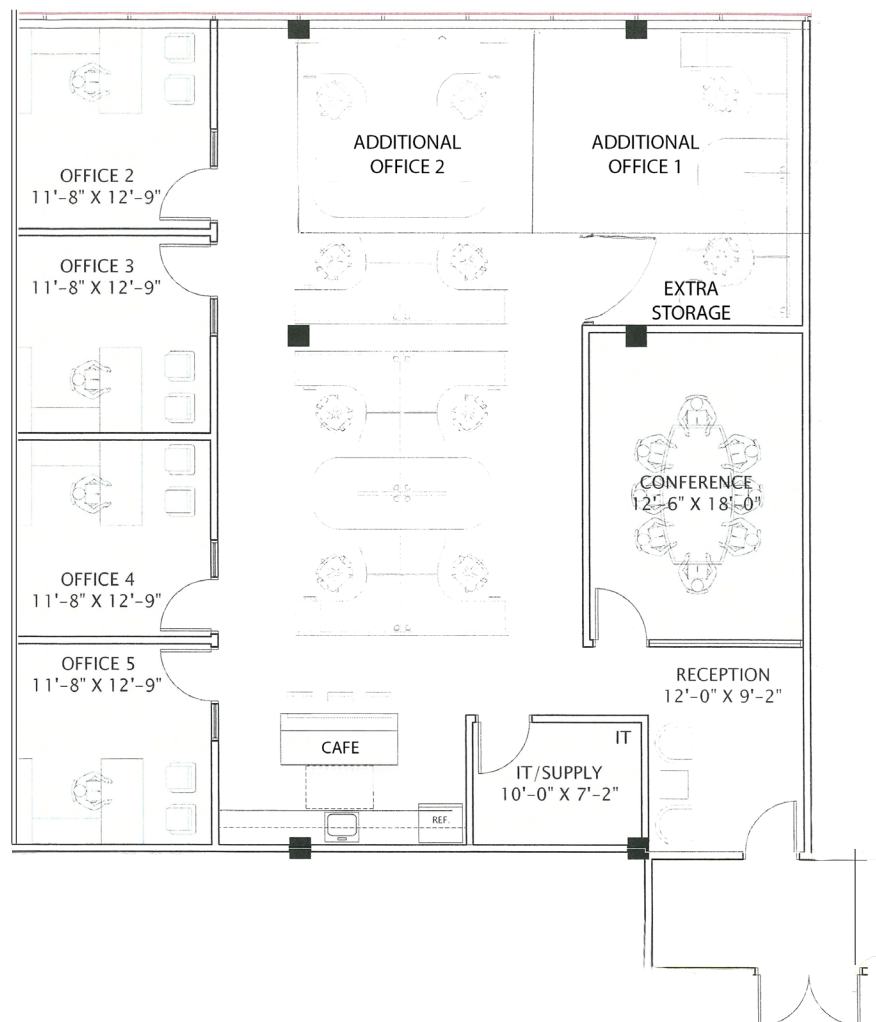 ADDITIONAL
OFFICE 2
ADDITIONAL
OFFICE 1
OFFICE 2
11'-8" X 12'-9"
OFFICE 3
11'-8" X 12'-9"
EXTRA
STORAGE
CONFERENCE
12'-6" X 18'-0"
OFFICE 4
11'-8" X 12'-9"
OFFICE 5
11'-8" X 12'-9"
RECEPTION
12'-0" X 9'-2"
CAFE
IT
IT/SUPPLY
10'-0" X 7'-2"
REF.